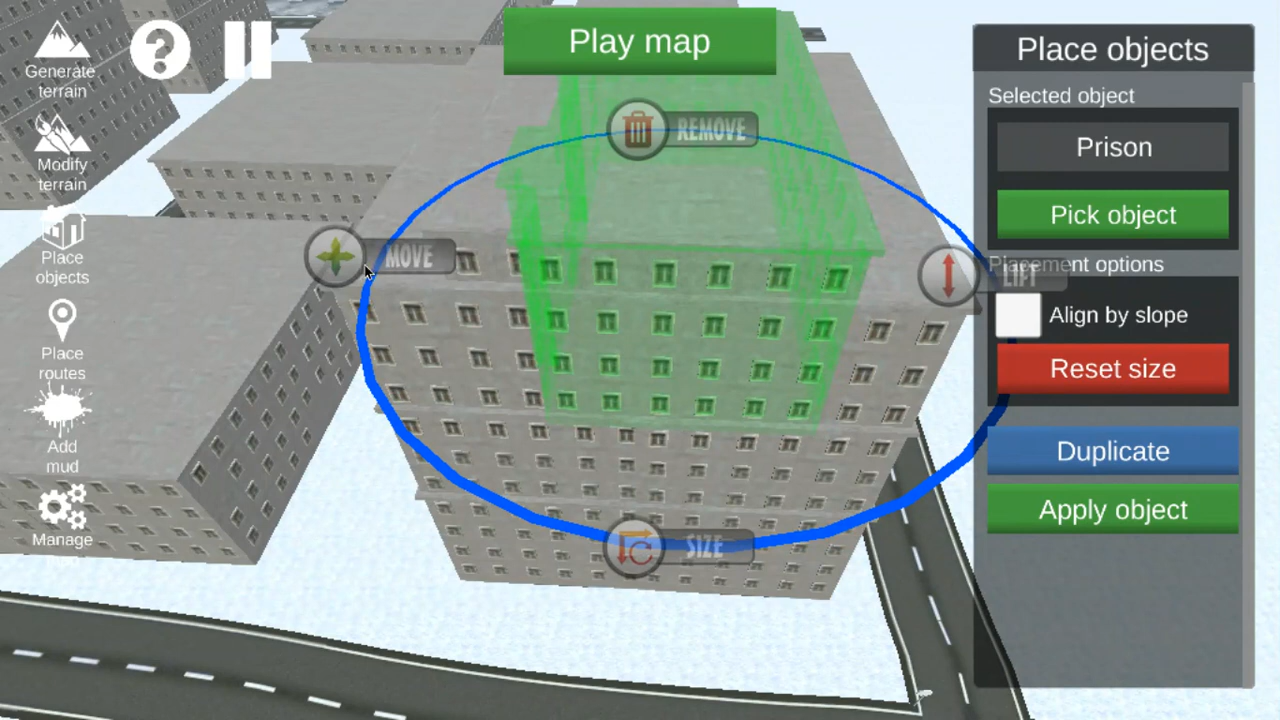 Play map
Generate
terrain
Modify
terrain
Place
objects
Place
routes
Add
mud
Manage
REMOVE
MOVE
LIFT
SIZE
Place objects
Selected object
Prison
Pick object
Placement options
Align by slope
Reset size
Duplicate
Apply object